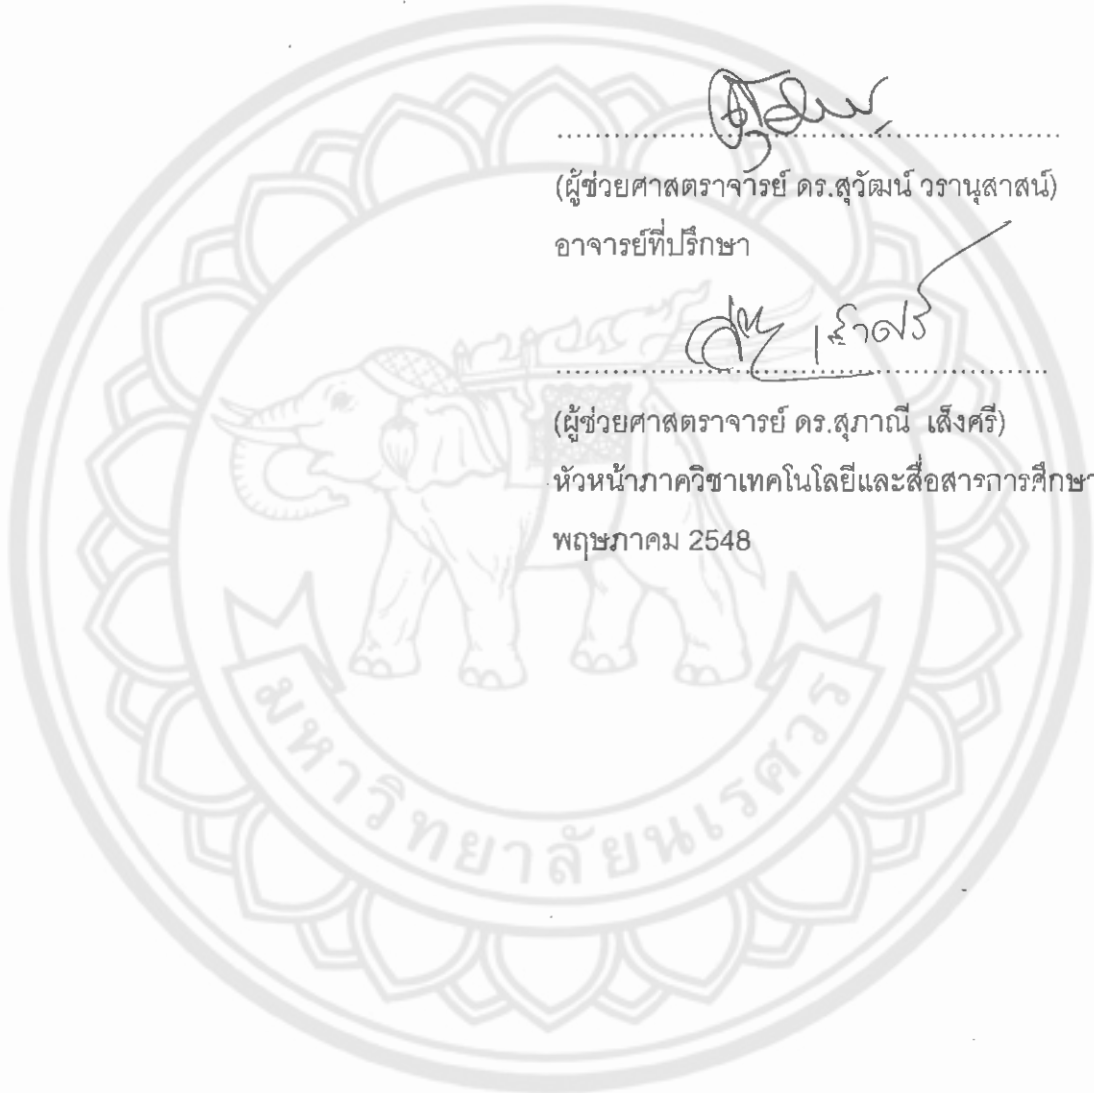 (ผู้ช่วยศาสตราจารย์ ดร.สุวัฒน์ วรานุสาสน์)
อาจารย์ที่ปรึกษา
เส็งศรี
(ผู้ช่วยศาสตราจารย์ ดร.สุภาณี เส็งศรี)
หัวหน้าภาควิชาเทคโนโลยีและสื่อสารการศึกษา
พฤษภาคม 2548
มหาวิทยาลัยนเรศวร